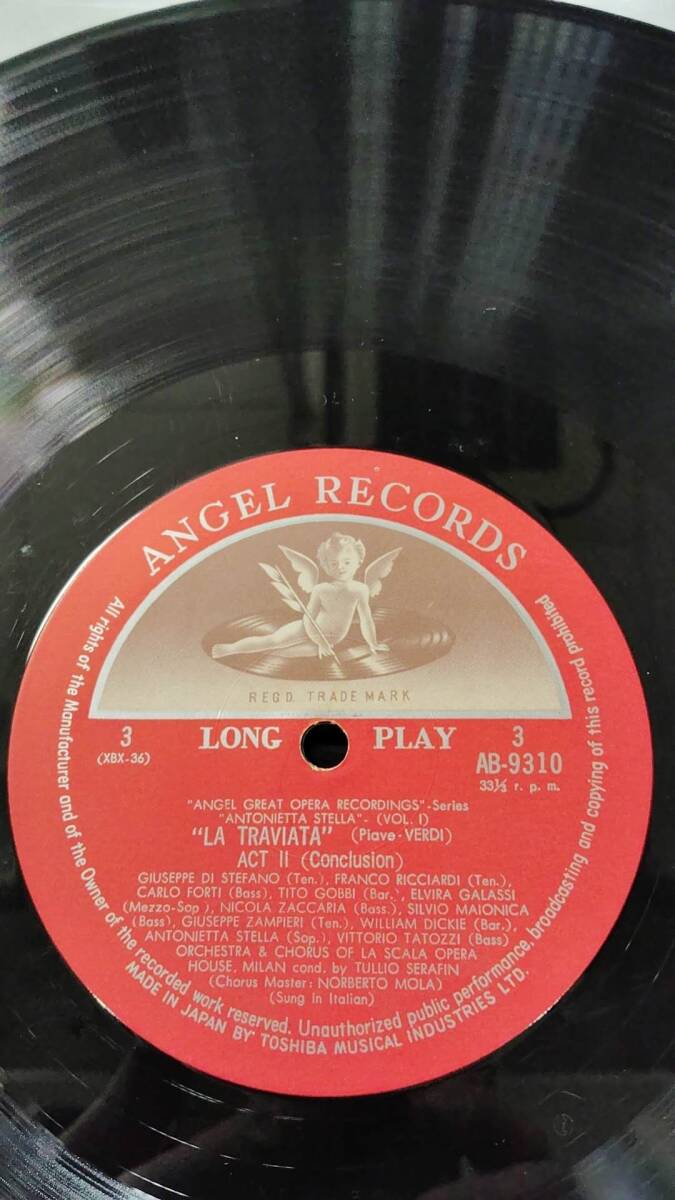 ANGEL RECORDS
REGD. TRADE MARK
3 LONG PLAY 3
(XBX-36) AB-9310
33⅓ r. p. m.
"ANGEL GREAT OPERA RECORDINGS"-Series
"ANTONIETTA STELLA"- (VOL. I)
"LA TRAVIATA" (Piave-VERDI)
ACT II (Conclusion)
GIUSEPPE DI STEFANO (Ten.), FRANCO RICCIARDI (Ten.),
CARLO FORTI (Bass), TITO GOBBI (Bar.), ELVIRA GALASSI
(Mezzo-Sop), NICOLA ZACCARIA (Bass.), SILVIO MAIONICA
(Bass), GIUSEPPE ZAMPIERI (Ten.), WILLIAM DICKIE (Bar.),
ANTONIETTA STELLA (Sop.), VITTORIO TATOZZI (Bass)
ORCHESTRA & CHORUS OF LA SCALA OPERA
HOUSE, MILAN cond. by TULLIO SERAFIN
(Chorus Master: NORBERTO MOLA)
(Sung in Italian)
All rights of the Manufacturer and of the Owner of the recorded work reserved. Unauthorized public performance, broadcasting and copying of this record prohibited
MADE IN JAPAN BY TOSHIBA MUSICAL INDUSTRIES LTD.